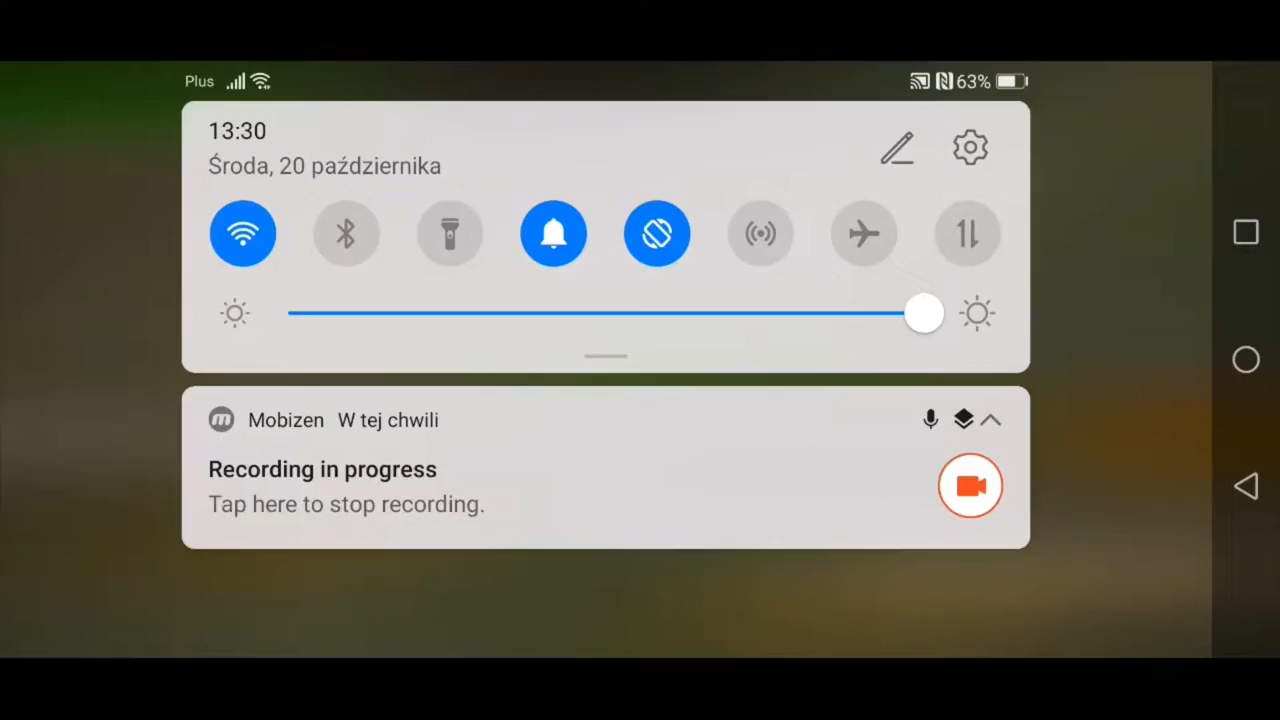 Plus
63%
13:30
Środa, 20 października
Mobizen W tej chwili
Recording in progress
Tap here to stop recording.